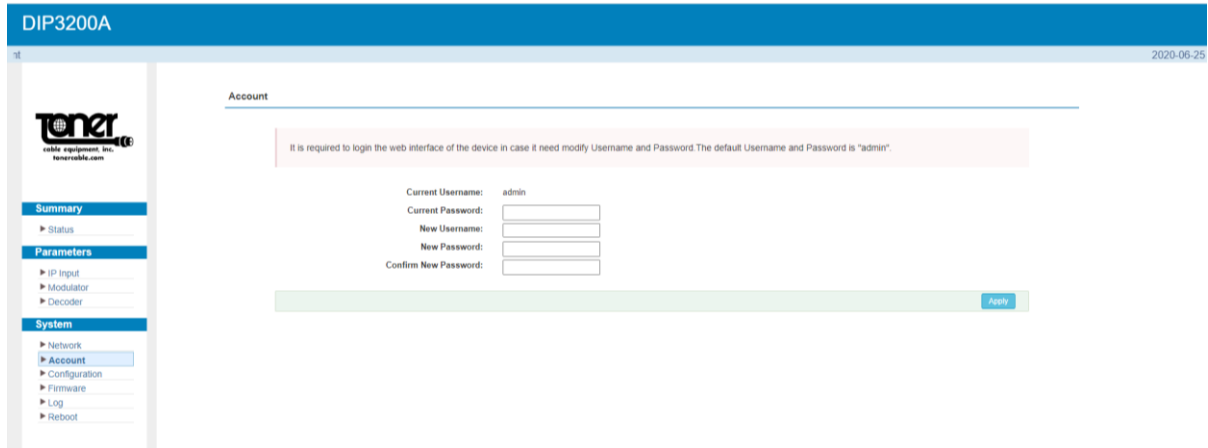 DIP3200A
nt
2020-06-25
Toner
cable equipment, inc.
tonercable.com
Summary
Status
Parameters
IP Input
Modulator
Decoder
System
Network
Account
Configuration
Firmware
Log
Reboot
Account
It is required to login the web interface of the device in case it need modify Username and Password.The default Username and Password is "admin".
Current Username: admin
Current Password:
New Username:
New Password:
Confirm New Password:
Apply